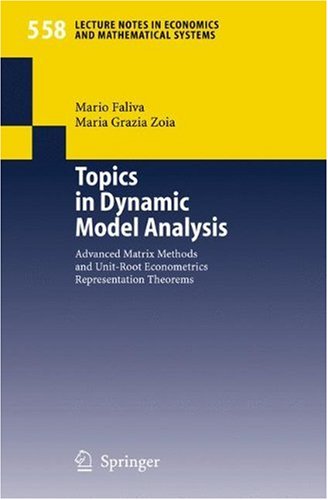 558 LECTURE NOTES IN ECONOMICS
AND MATHEMATICAL SYSTEMS
Mario Faliva
Maria Grazia Zoia
Topics
in Dynamic
Model Analysis
Advanced Matrix Methods
and Unit-Root Econometrics
Representation Theorems
Springer